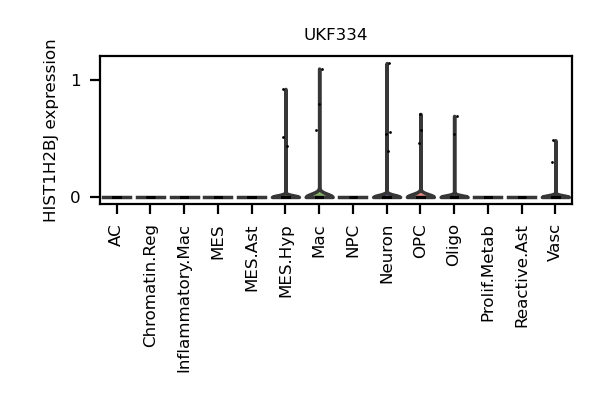 UKF334
HIST1H2BJ expression
1
0
AC
Chromatin.Reg
Inflammatory.Mac
MES
MES.Ast
MES.Hyp
Mac
NPC
Neuron
OPC
Oligo
Prolif.Metab
Reactive.Ast
Vasc